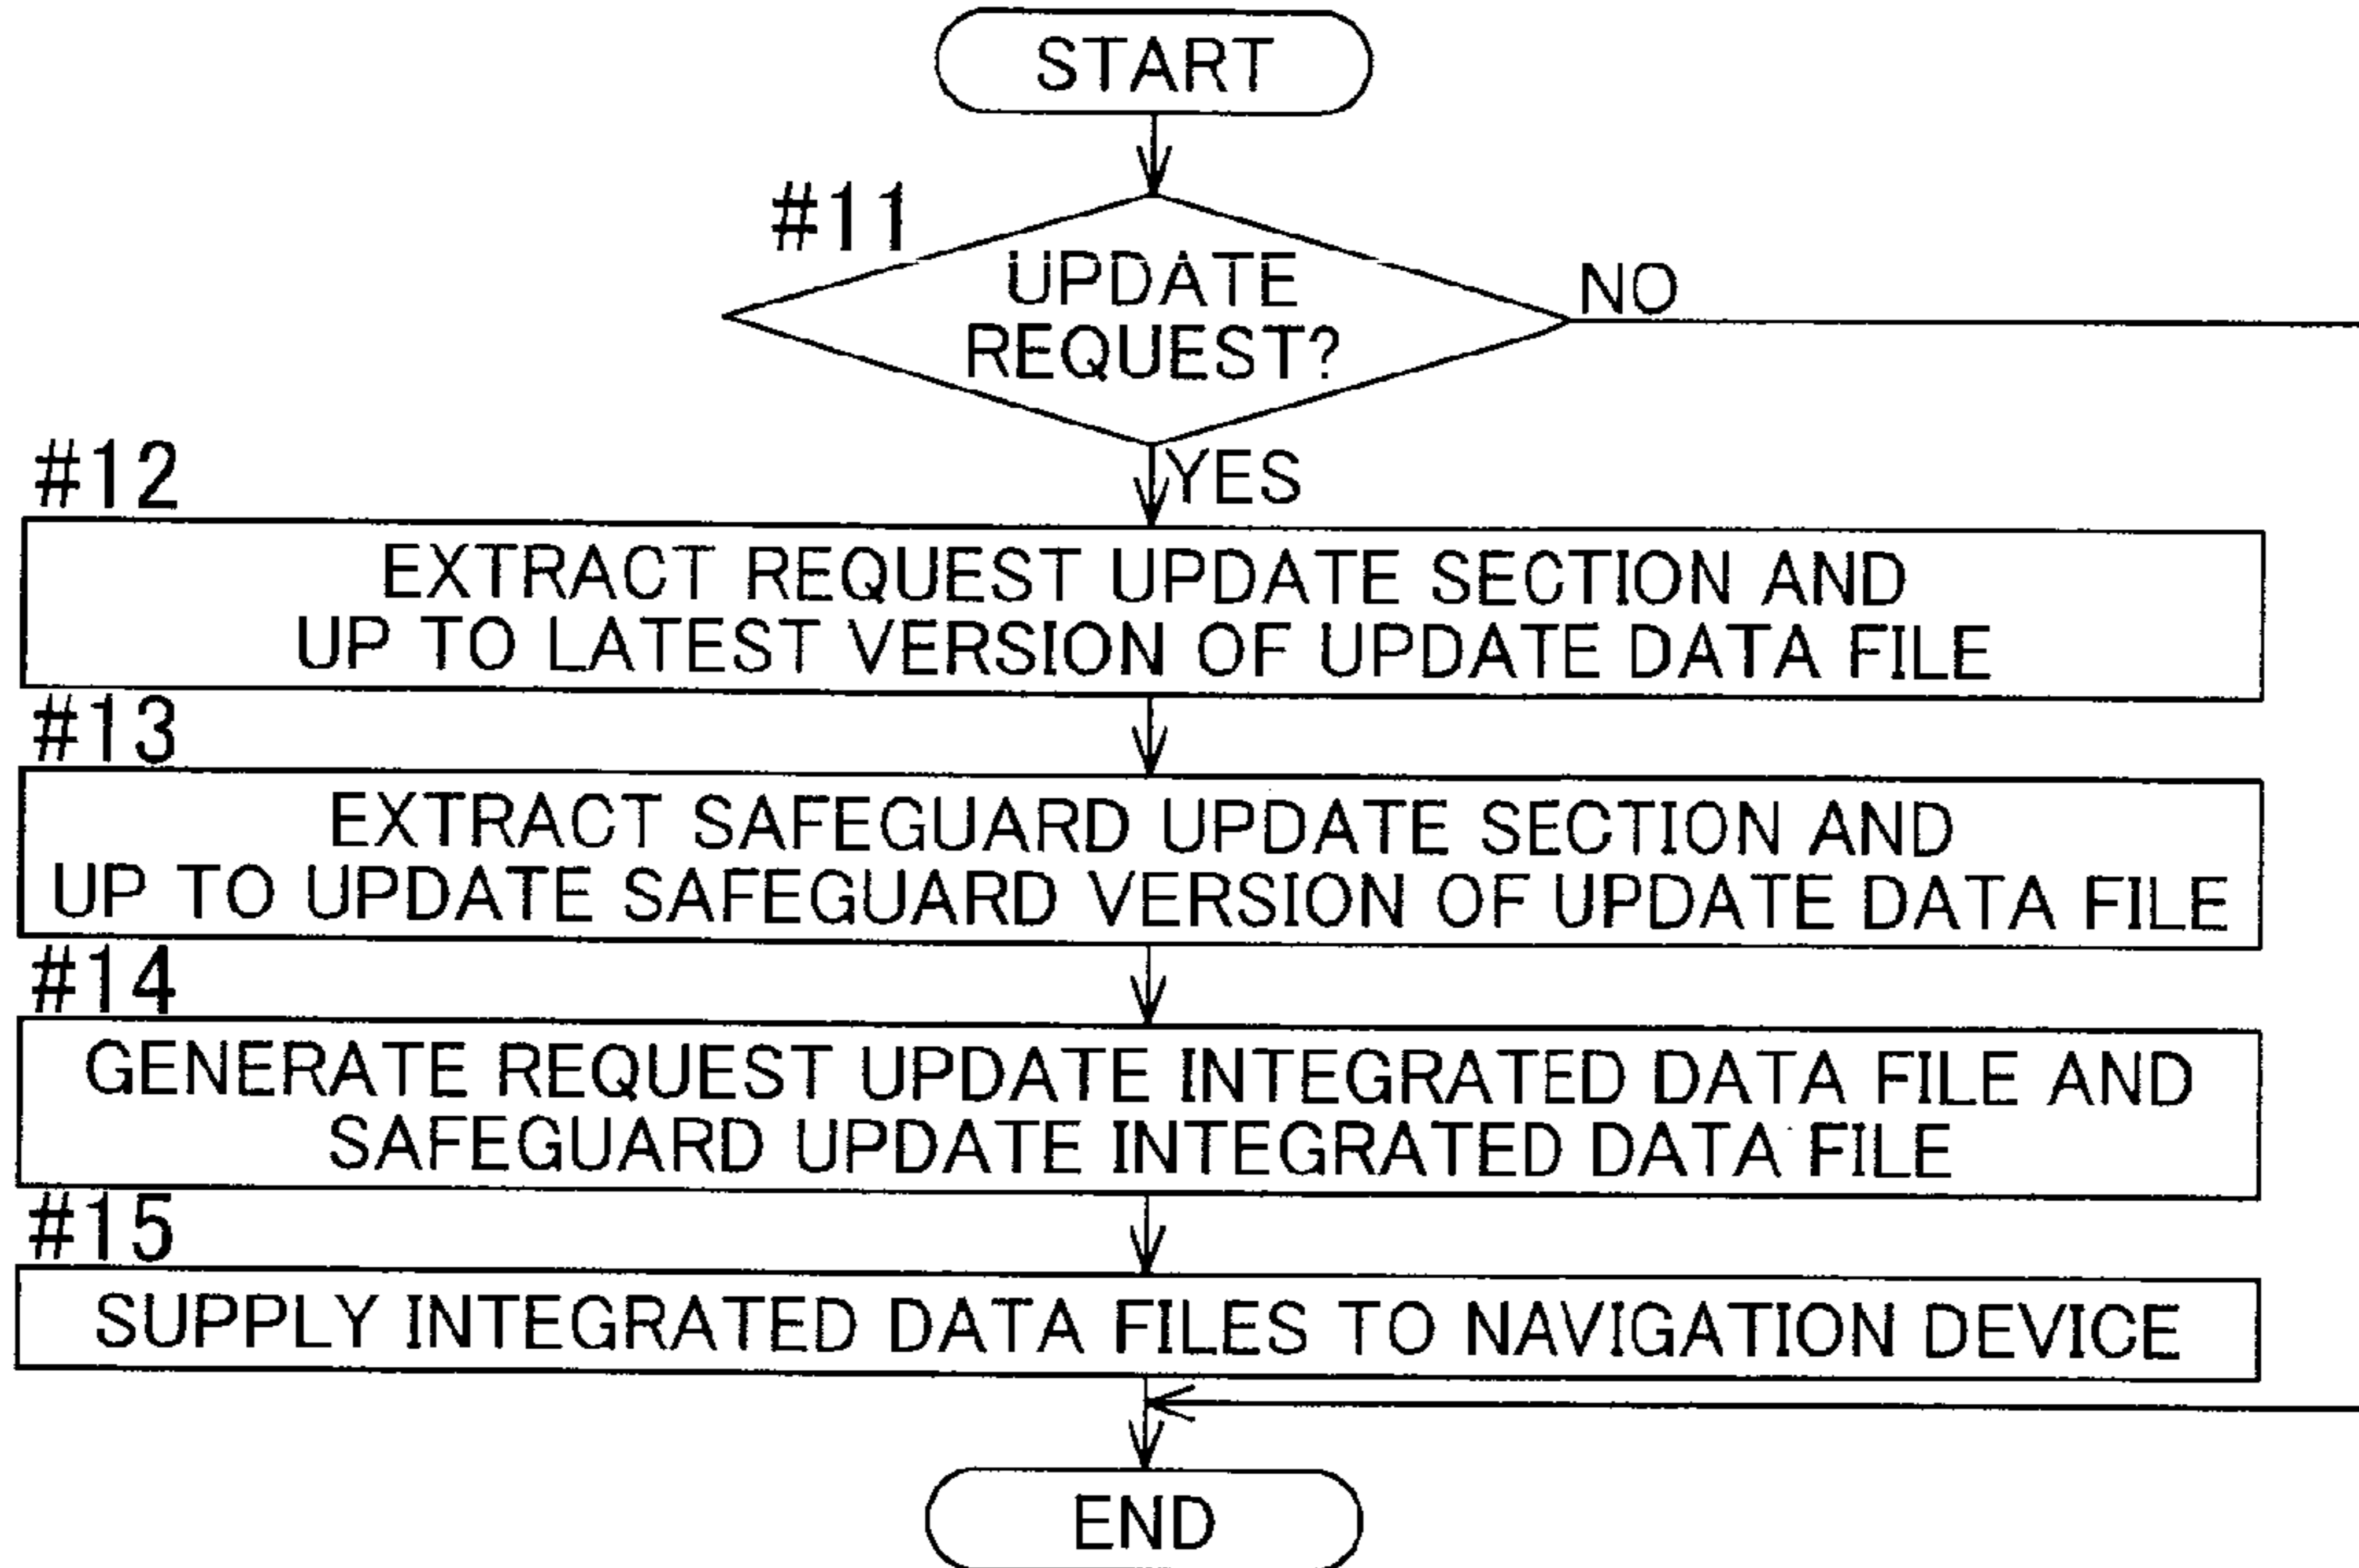 START
#11
UPDATE
REQUEST?
NO
YES
#12
EXTRACT REQUEST UPDATE SECTION AND
UP TO LATEST VERSION OF UPDATE DATA FILE
#13
EXTRACT SAFEGUARD UPDATE SECTION AND
UP TO UPDATE SAFEGUARD VERSION OF UPDATE DATA FILE
#14
GENERATE REQUEST UPDATE INTEGRATED DATA FILE AND
SAFEGUARD UPDATE INTEGRATED DATA FILE
#15
SUPPLY INTEGRATED DATA FILES TO NAVIGATION DEVICE
END